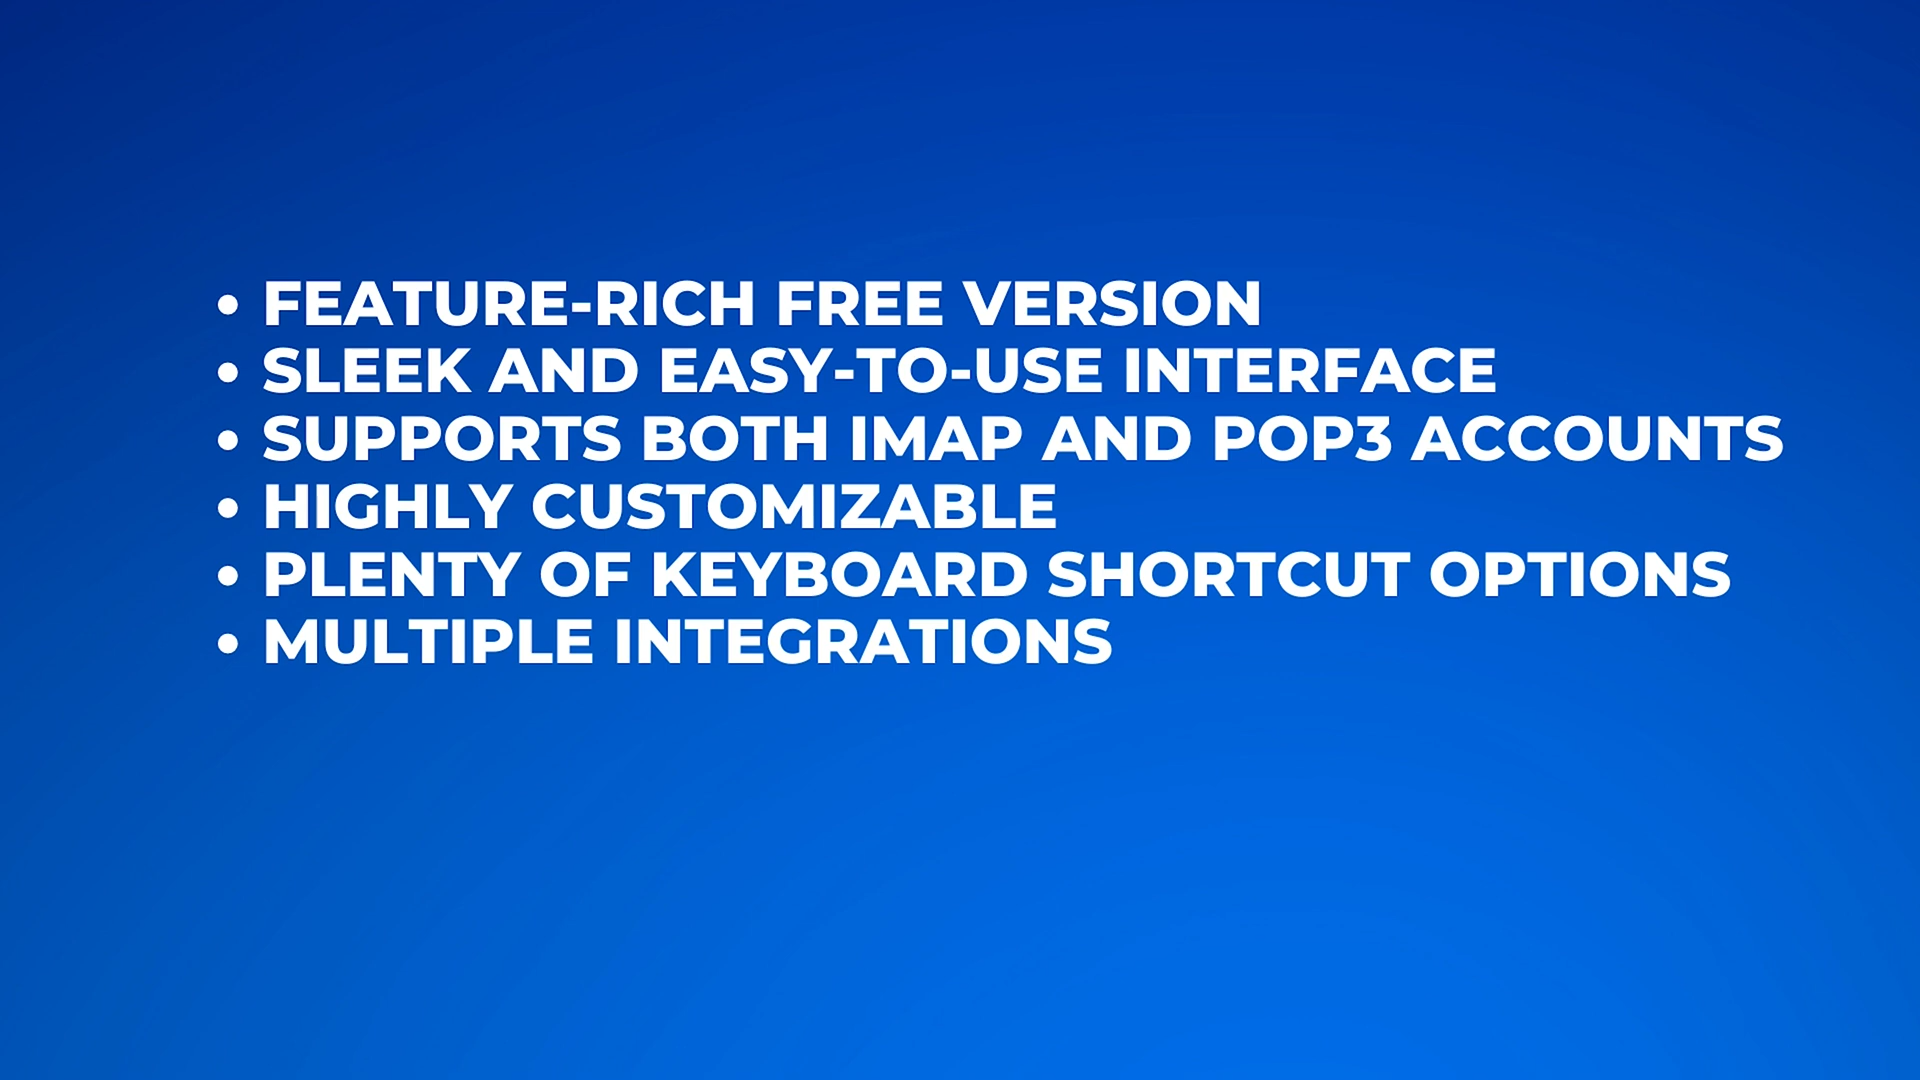 • FEATURE-RICH FREE VERSION
• SLEEK AND EASY-TO-USE INTERFACE
• SUPPORTS BOTH IMAP AND POP3 ACCOUNTS
• HIGHLY CUSTOMIZABLE
• PLENTY OF KEYBOARD SHORTCUT OPTIONS
• MULTIPLE INTEGRATIONS